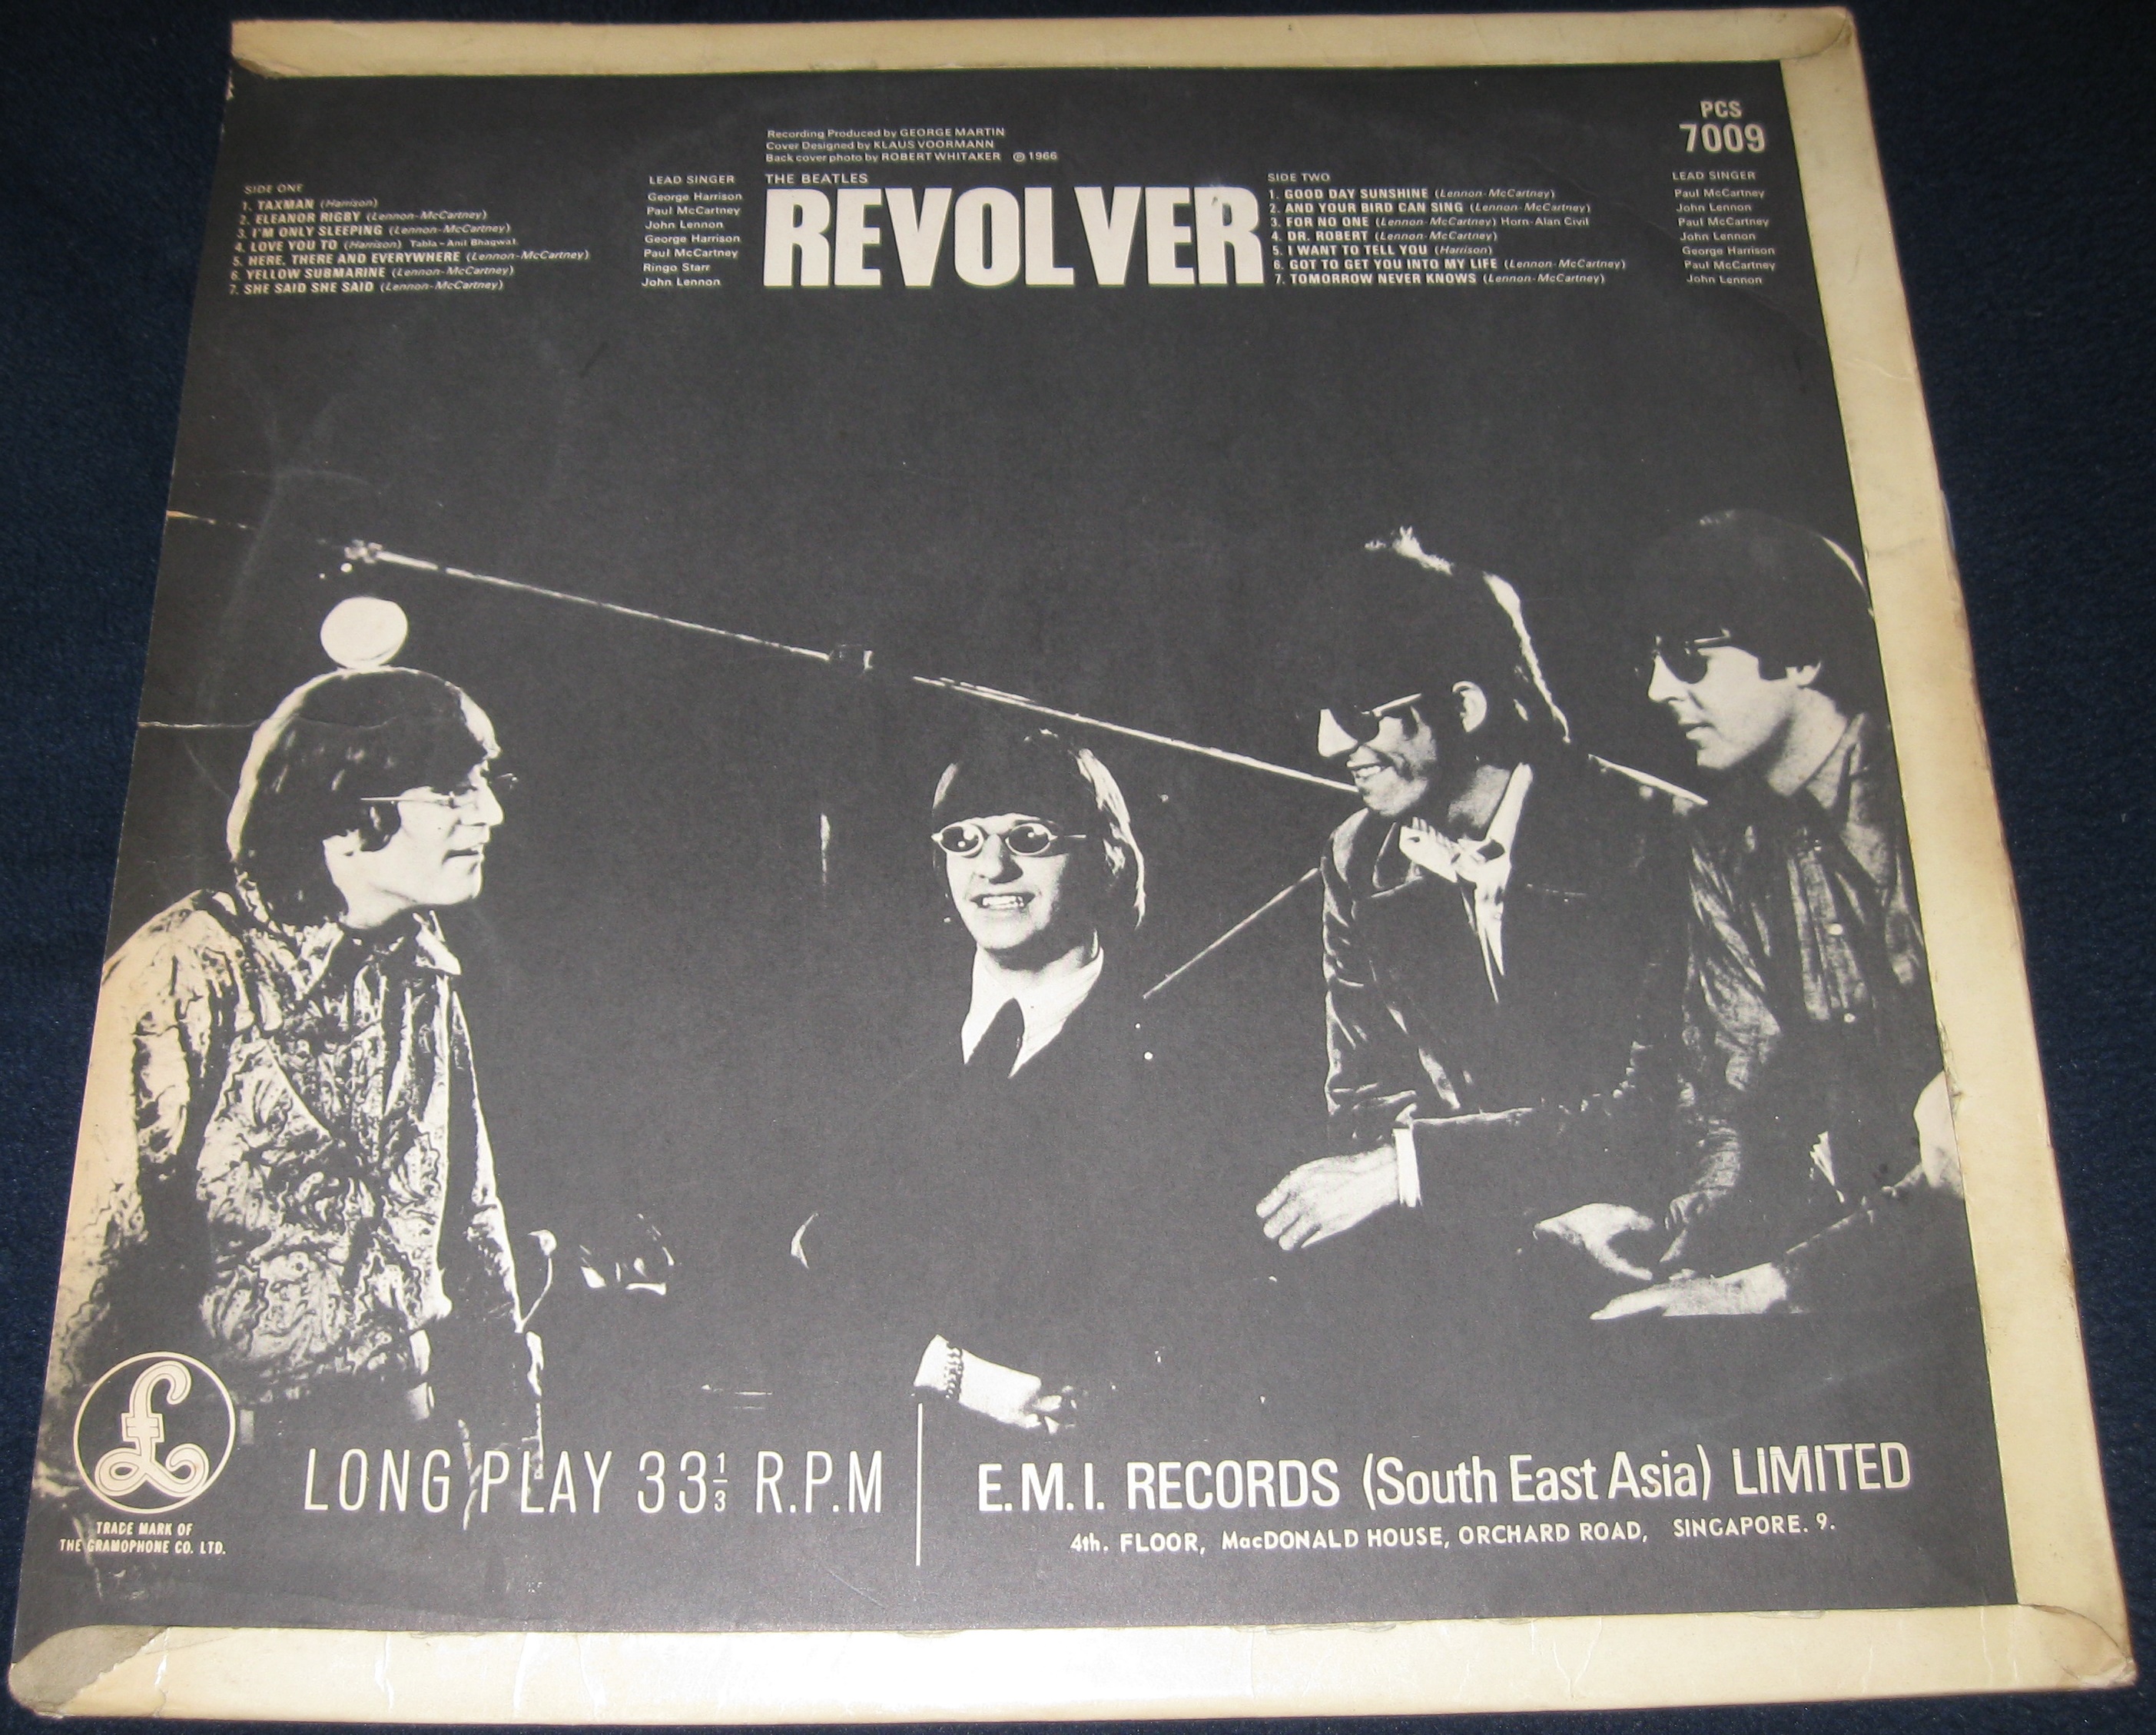 PCS
7009
Recording Produced by GEORGE MARTIN
Cover Designed by KLAUS VOORMANN
Back cover photo by ROBERT WHITAKER ℗ 1966
THE BEATLES
REVOLVER
SIDE ONE
LEAD SINGER
1. TAXMAN (Harrison)
George Harrison
2. ELEANOR RIGBY (Lennon-McCartney)
Paul McCartney
3. I'M ONLY SLEEPING (Lennon-McCartney)
John Lennon
4. LOVE YOU TO (Harrison) Tabla-Anil Bhagwat.
George Harrison
5. HERE, THERE AND EVERYWHERE (Lennon-McCartney)
Paul McCartney
6. YELLOW SUBMARINE (Lennon-McCartney)
Ringo Starr
7. SHE SAID SHE SAID (Lennon-McCartney)
John Lennon
SIDE TWO
LEAD SINGER
1. GOOD DAY SUNSHINE (Lennon-McCartney)
Paul McCartney
2. AND YOUR BIRD CAN SING (Lennon-McCartney)
John Lennon
3. FOR NO ONE (Lennon-McCartney) Horn-Alan Civil
Paul McCartney
4. DR. ROBERT (Lennon-McCartney)
John Lennon
5. I WANT TO TELL YOU (Harrison)
George Harrison
6. GOT TO GET YOU INTO MY LIFE (Lennon-McCartney)
Paul McCartney
7. TOMORROW NEVER KNOWS (Lennon-McCartney)
John Lennon
£
TRADE MARK OF
THE GRAMOPHONE CO. LTD.
LONG PLAY 33⅓ R.P.M
E.M.I. RECORDS (South East Asia) LIMITED
4th. FLOOR, MacDONALD HOUSE, ORCHARD ROAD, SINGAPORE. 9.